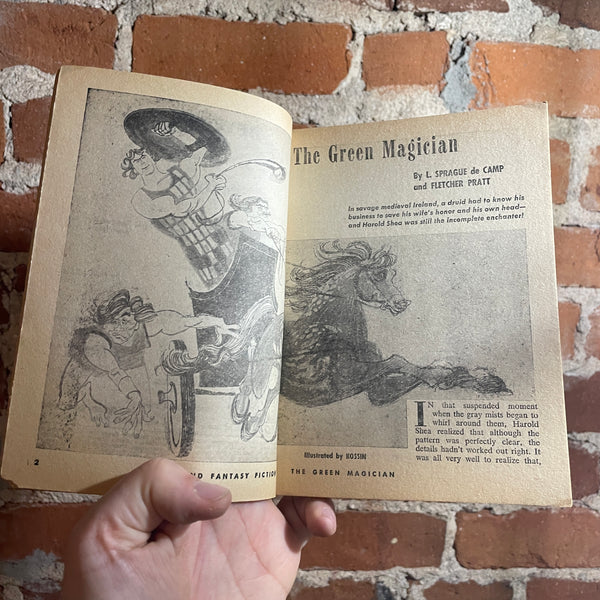 The Green Magician
By L. SPRAGUE de CAMP
and FLETCHER PRATT
In savage medieval Ireland, a druid had to know his
business to save his wife's honor and his own head—
and Harold Shea was still the incomplete enchanter!
IN that suspended moment
when the gray mists began to
whirl around them, Harold
Shea realized that although the
pattern was perfectly clear, the
details hadn't worked out right. It
was all very well to realize that,
Illustrated by KOSSIN
2
FANTASY FICTION
THE GREEN MAGICIAN